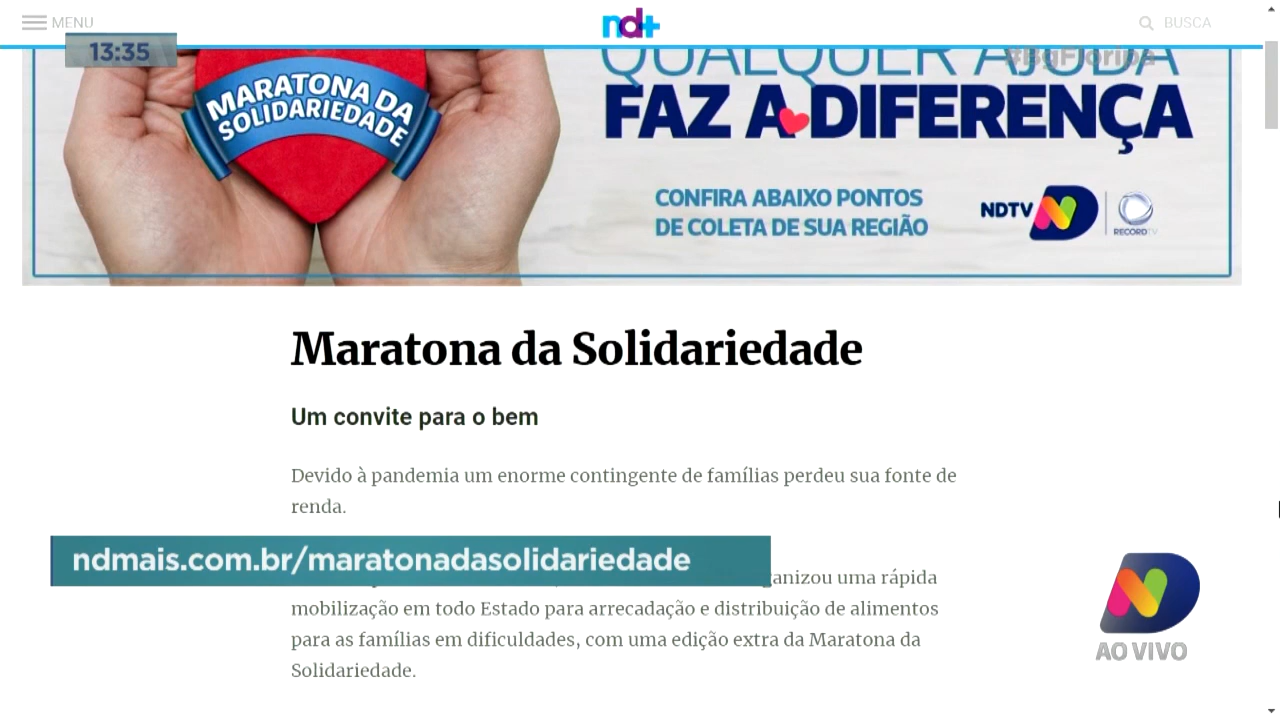 MENU
nd+
BUSCA
13:35
#BgFloripa
QUALQUER AJUDA
FAZ A DIFERENÇA
MARATONA DA
SOLIDARIEDADE
CONFIRA ABAIXO PONTOS
DE COLETA DE SUA REGIÃO
NDTV
RECORDTV
Maratona da Solidariedade
Um convite para o bem
Devido à pandemia um enorme contingente de famílias perdeu sua fonte de
renda.
ndmais.com.br/maratonadasolidariedade
uma rápida
mobilização em todo Estado para arrecadação e distribuição de alimentos
para as famílias em dificuldades, com uma edição extra da Maratona da
Solidariedade.
AO VIVO